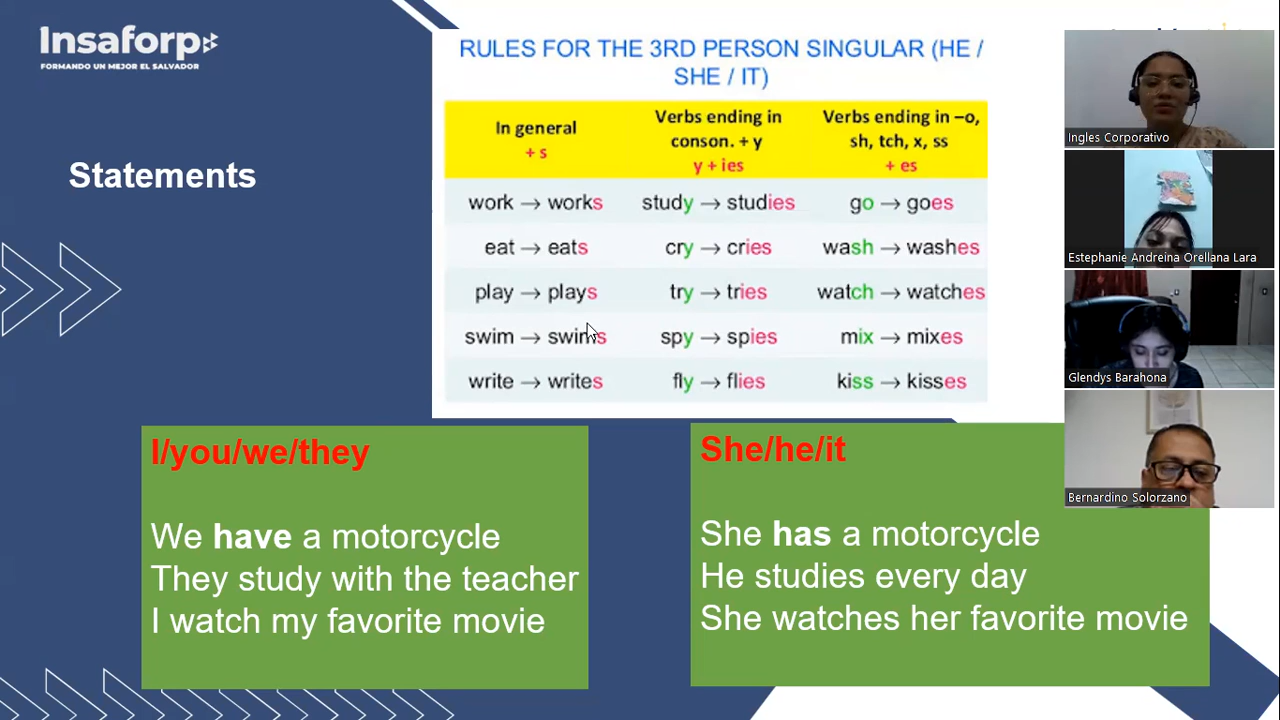 Insaforp
FORMANDO UN MEJOR EL SALVADOR
RULES FOR THE 3RD PERSON SINGULAR (HE /
SHE / IT)
In general
+ s
Verbs ending in
conson. + y
y + ies
Verbs ending in –o,
sh, tch, x, ss
+ es
work → works
study → studies
go → goes
eat → eats
cry → cries
wash → washes
play → plays
try → tries
watch → watches
swim → swims
spy → spies
mix → mixes
write → writes
fly → flies
kiss → kisses
Statements
I/you/we/they
We have a motorcycle
They study with the teacher
I watch my favorite movie
She/he/it
She has a motorcycle
He studies every day
She watches her favorite movie
Ingles Corporativo
Estephanie Andreina Orellana Lara
Glendys Barahona
Bernardino Solorzano